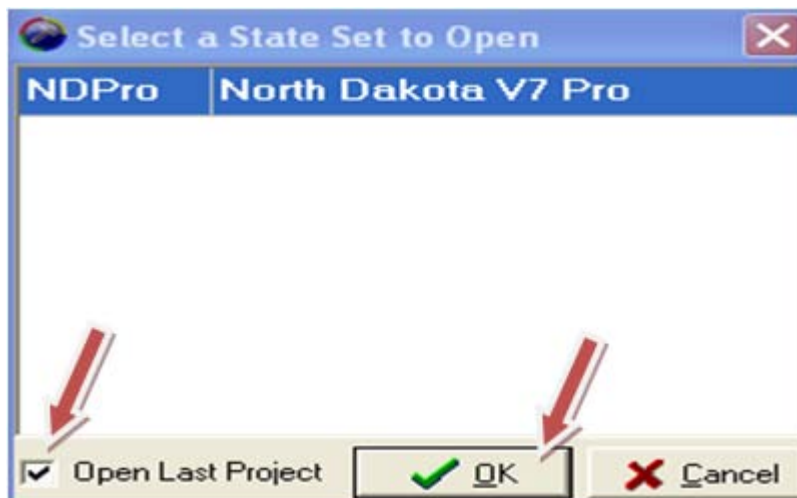 Select a State Set to Open
NDPro North Dakota V7 Pro
Open Last Project OK Cancel